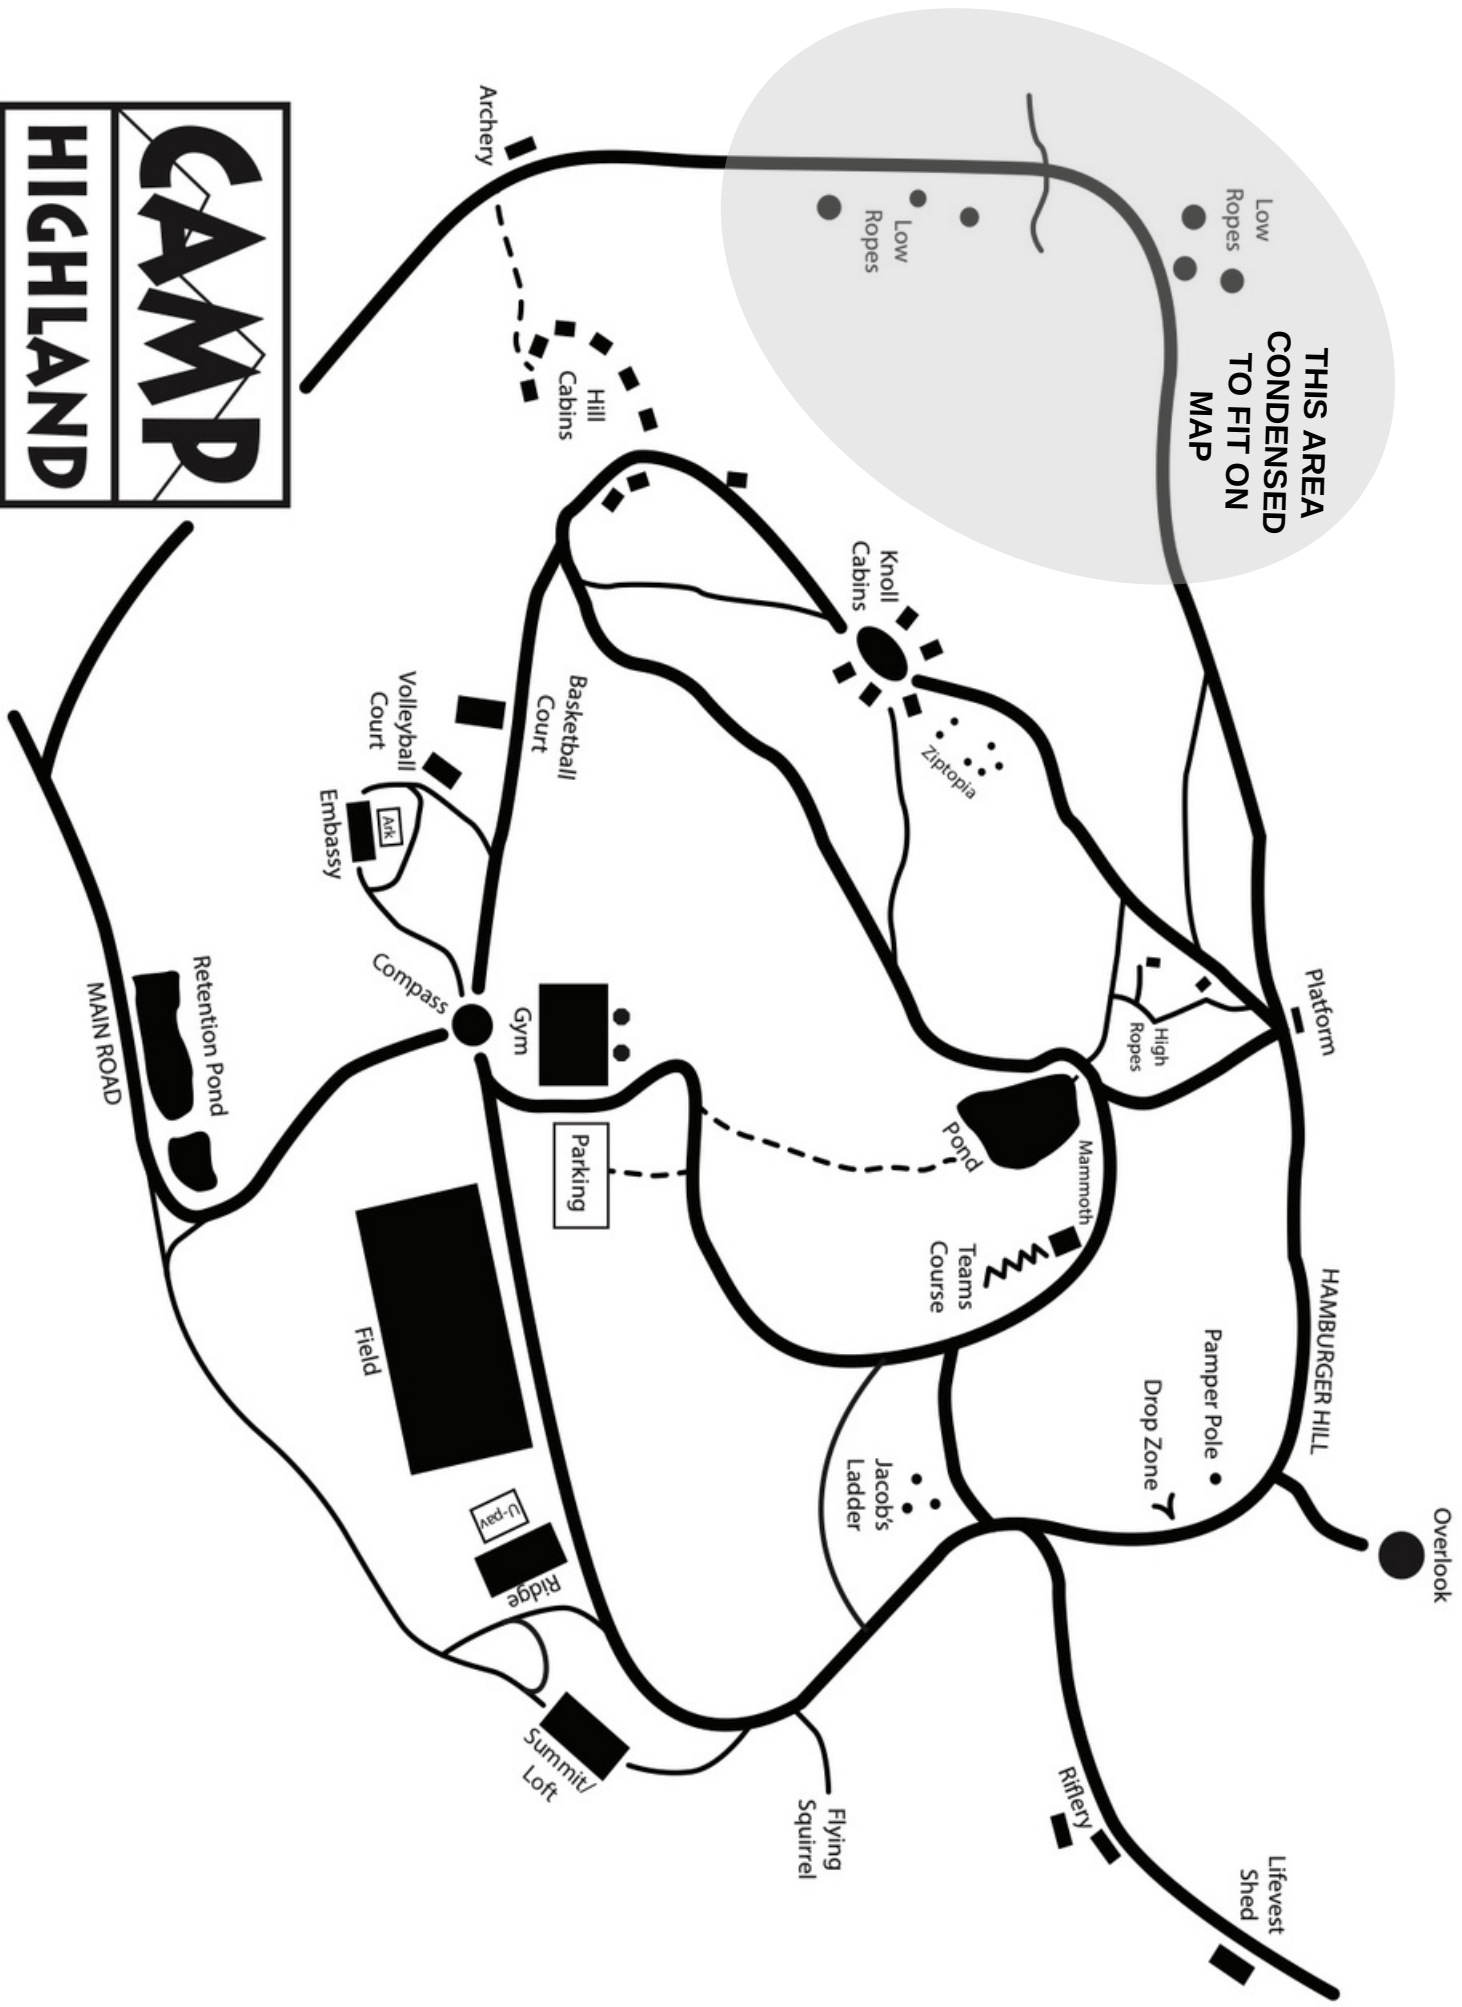 CAMP
HIGHLAND
THIS AREA
CONDENSED
TO FIT ON
MAP
Low
Ropes
Low
Ropes
Archery
Hill
Cabins
Knoll
Cabins
Ziptopia
Basketball
Court
Volleyball
Court
Ark
Embassy
Compass
Gym
Retention Pond
MAIN ROAD
Platform
High
Ropes
Pond
Mammoth
Teams
Course
Parking
Field
HAMBURGER HILL
Pamper Pole
Drop Zone
Overlook
Jacob's
Ladder
U-pav
Ridge
Summit/
Loft
Flying
Squirrel
Riflery
Lifevest
Shed